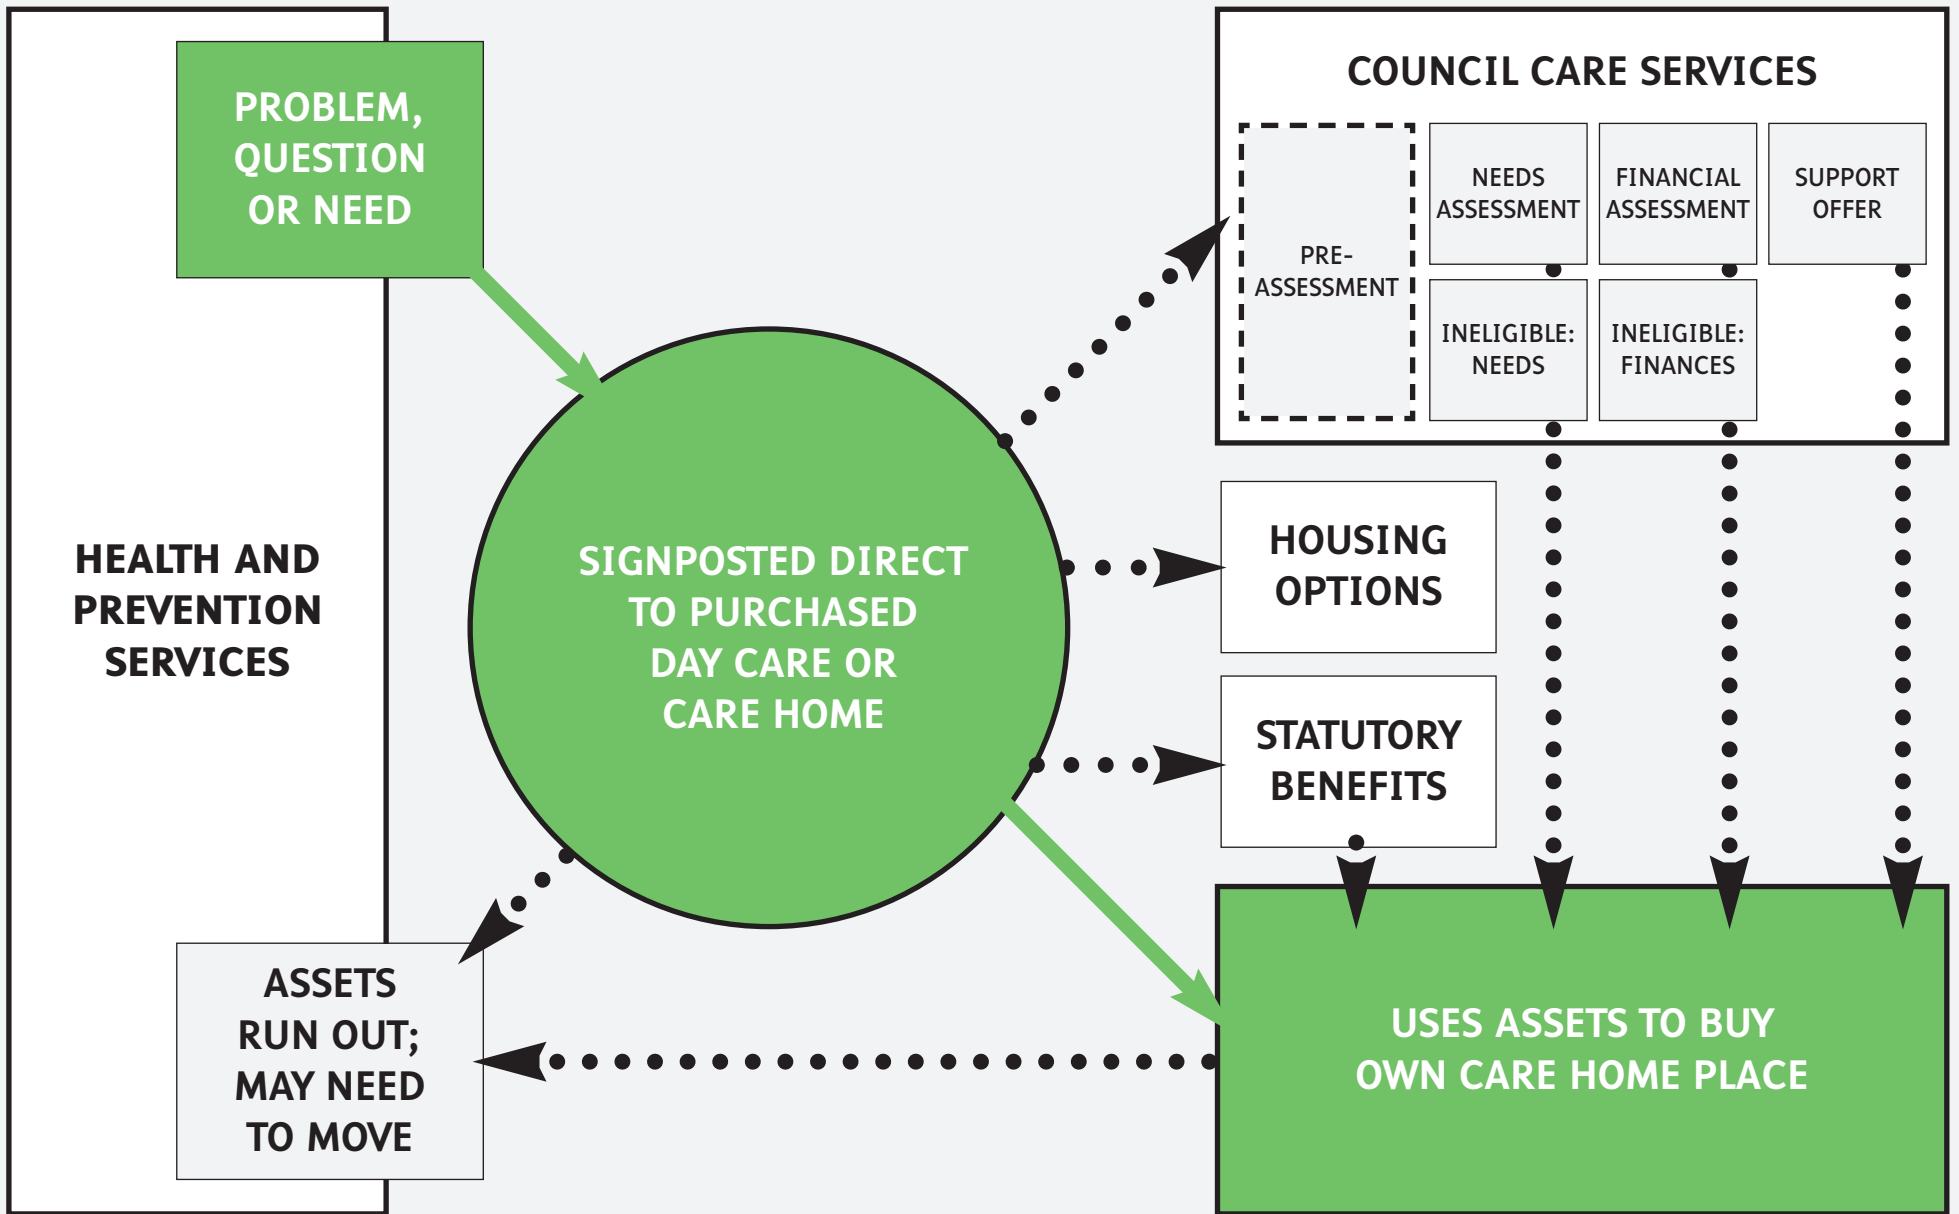 PROBLEM,
QUESTION
OR NEED
HEALTH AND
PREVENTION
SERVICES
SIGNPOSTED DIRECT
TO PURCHASED
DAY CARE OR
CARE HOME
COUNCIL CARE SERVICES
PRE-
ASSESSMENT
NEEDS
ASSESSMENT
FINANCIAL
ASSESSMENT
SUPPORT
OFFER
INELIGIBLE:
NEEDS
INELIGIBLE:
FINANCES
HOUSING
OPTIONS
STATUTORY
BENEFITS
ASSETS
RUN OUT;
MAY NEED
TO MOVE
USES ASSETS TO BUY
OWN CARE HOME PLACE